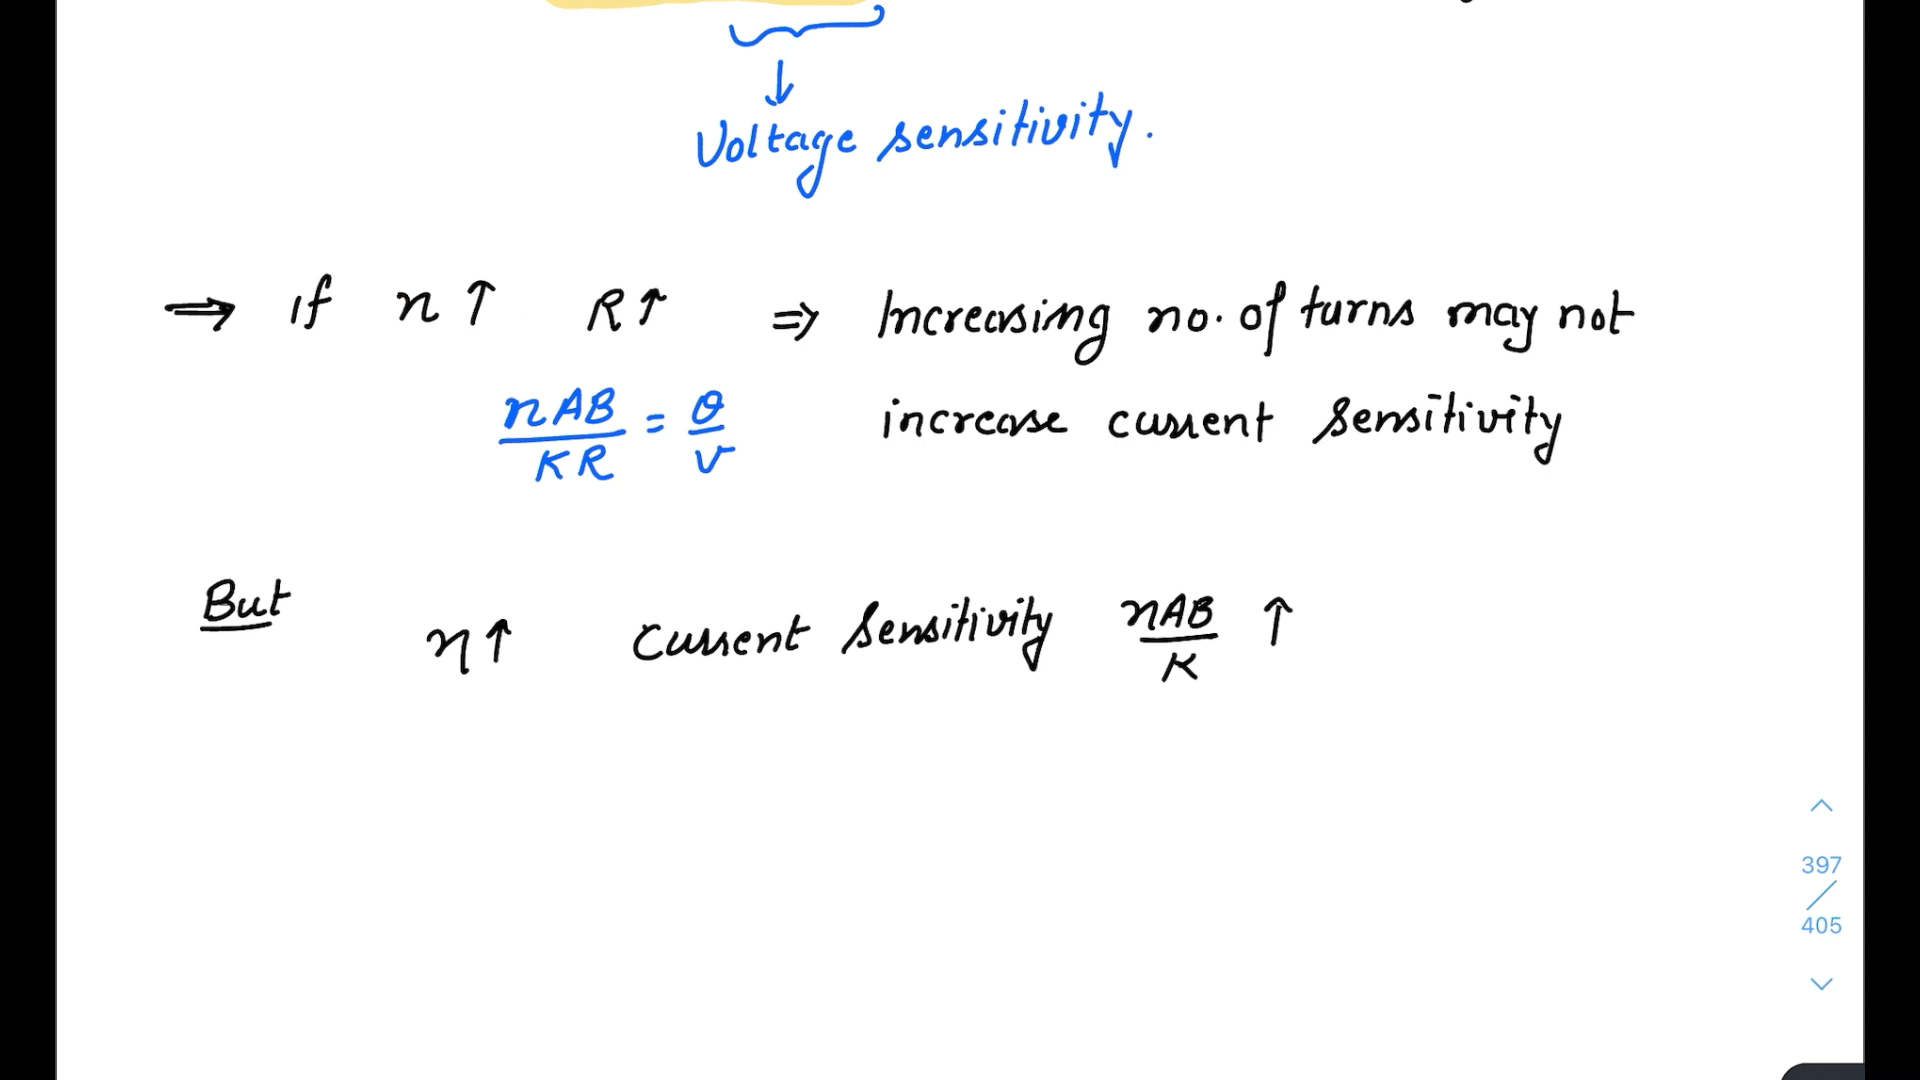 Voltage sensitivity.
⇒ If n↑ R↑ ⇒ Increasing no. of turns may not
nAB/KR = θ/V increase current sensitivity
But n↑ current sensitivity nAB/K ↑
397
/
405